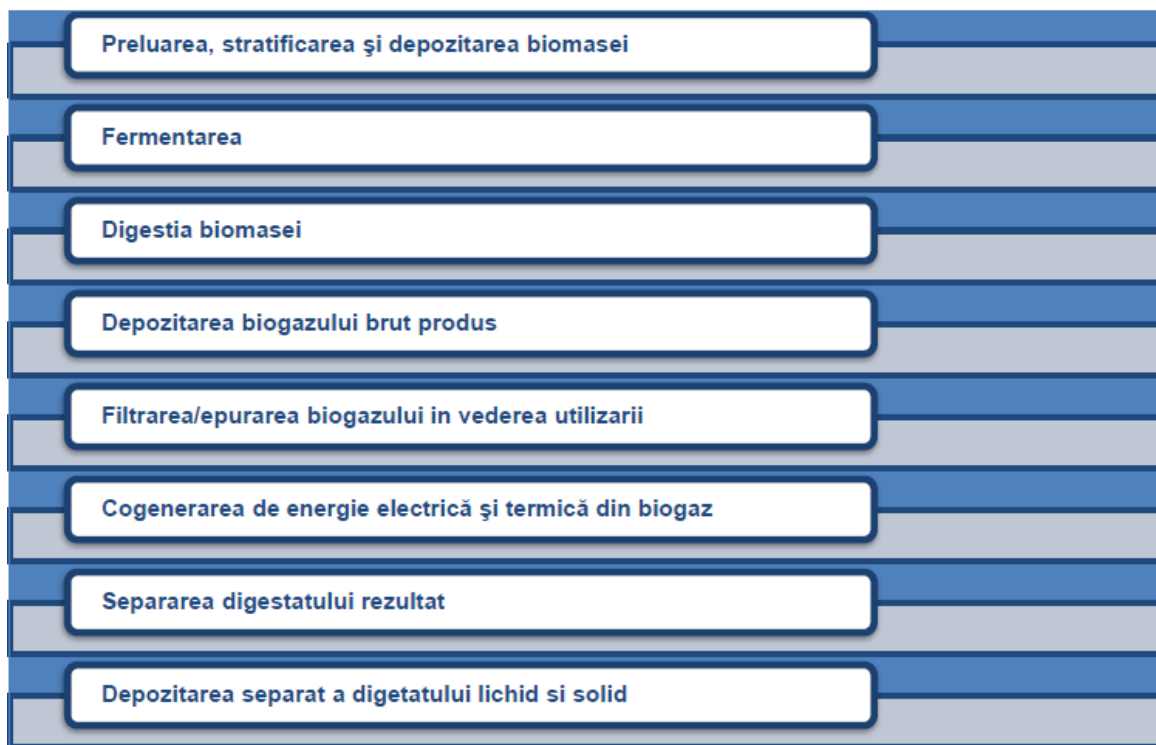 Preluarea, stratificarea şi depozitarea biomasei
Fermentarea
Digestia biomasei
Depozitarea biogazului brut produs
Filtrarea/epurarea biogazului in vederea utilizarii
Cogenerarea de energie electrică şi termică din biogaz
Separarea digestatului rezultat
Depozitarea separat a digetatului lichid si solid